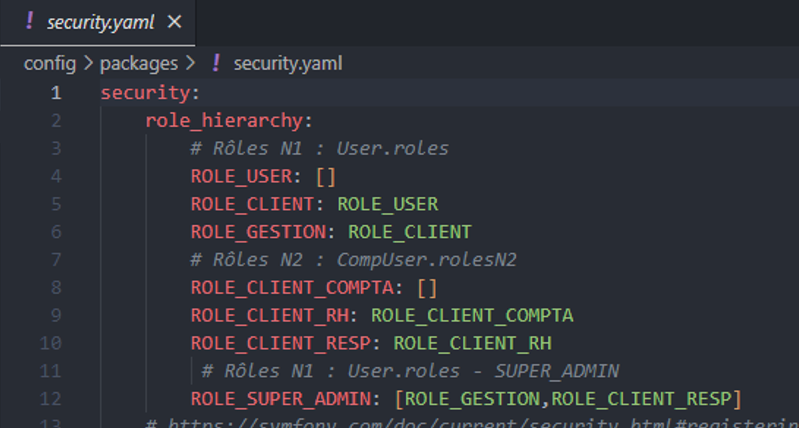 ! security.yaml ×
config > packages > ! security.yaml
1 security:
2 role_hierarchy:
3 # Rôles N1 : User.roles
4 ROLE_USER: []
5 ROLE_CLIENT: ROLE_USER
6 ROLE_GESTION: ROLE_CLIENT
7 # Rôles N2 : CompUser.rolesN2
8 ROLE_CLIENT_COMPTA: []
9 ROLE_CLIENT_RH: ROLE_CLIENT_COMPTA
10 ROLE_CLIENT_RESP: ROLE_CLIENT_RH
11 # Rôles N1 : User.roles - SUPER_ADMIN
12 ROLE_SUPER_ADMIN: [ROLE_GESTION,ROLE_CLIENT_RESP]
13 # https://symfony.com/doc/current/security.html#registerin